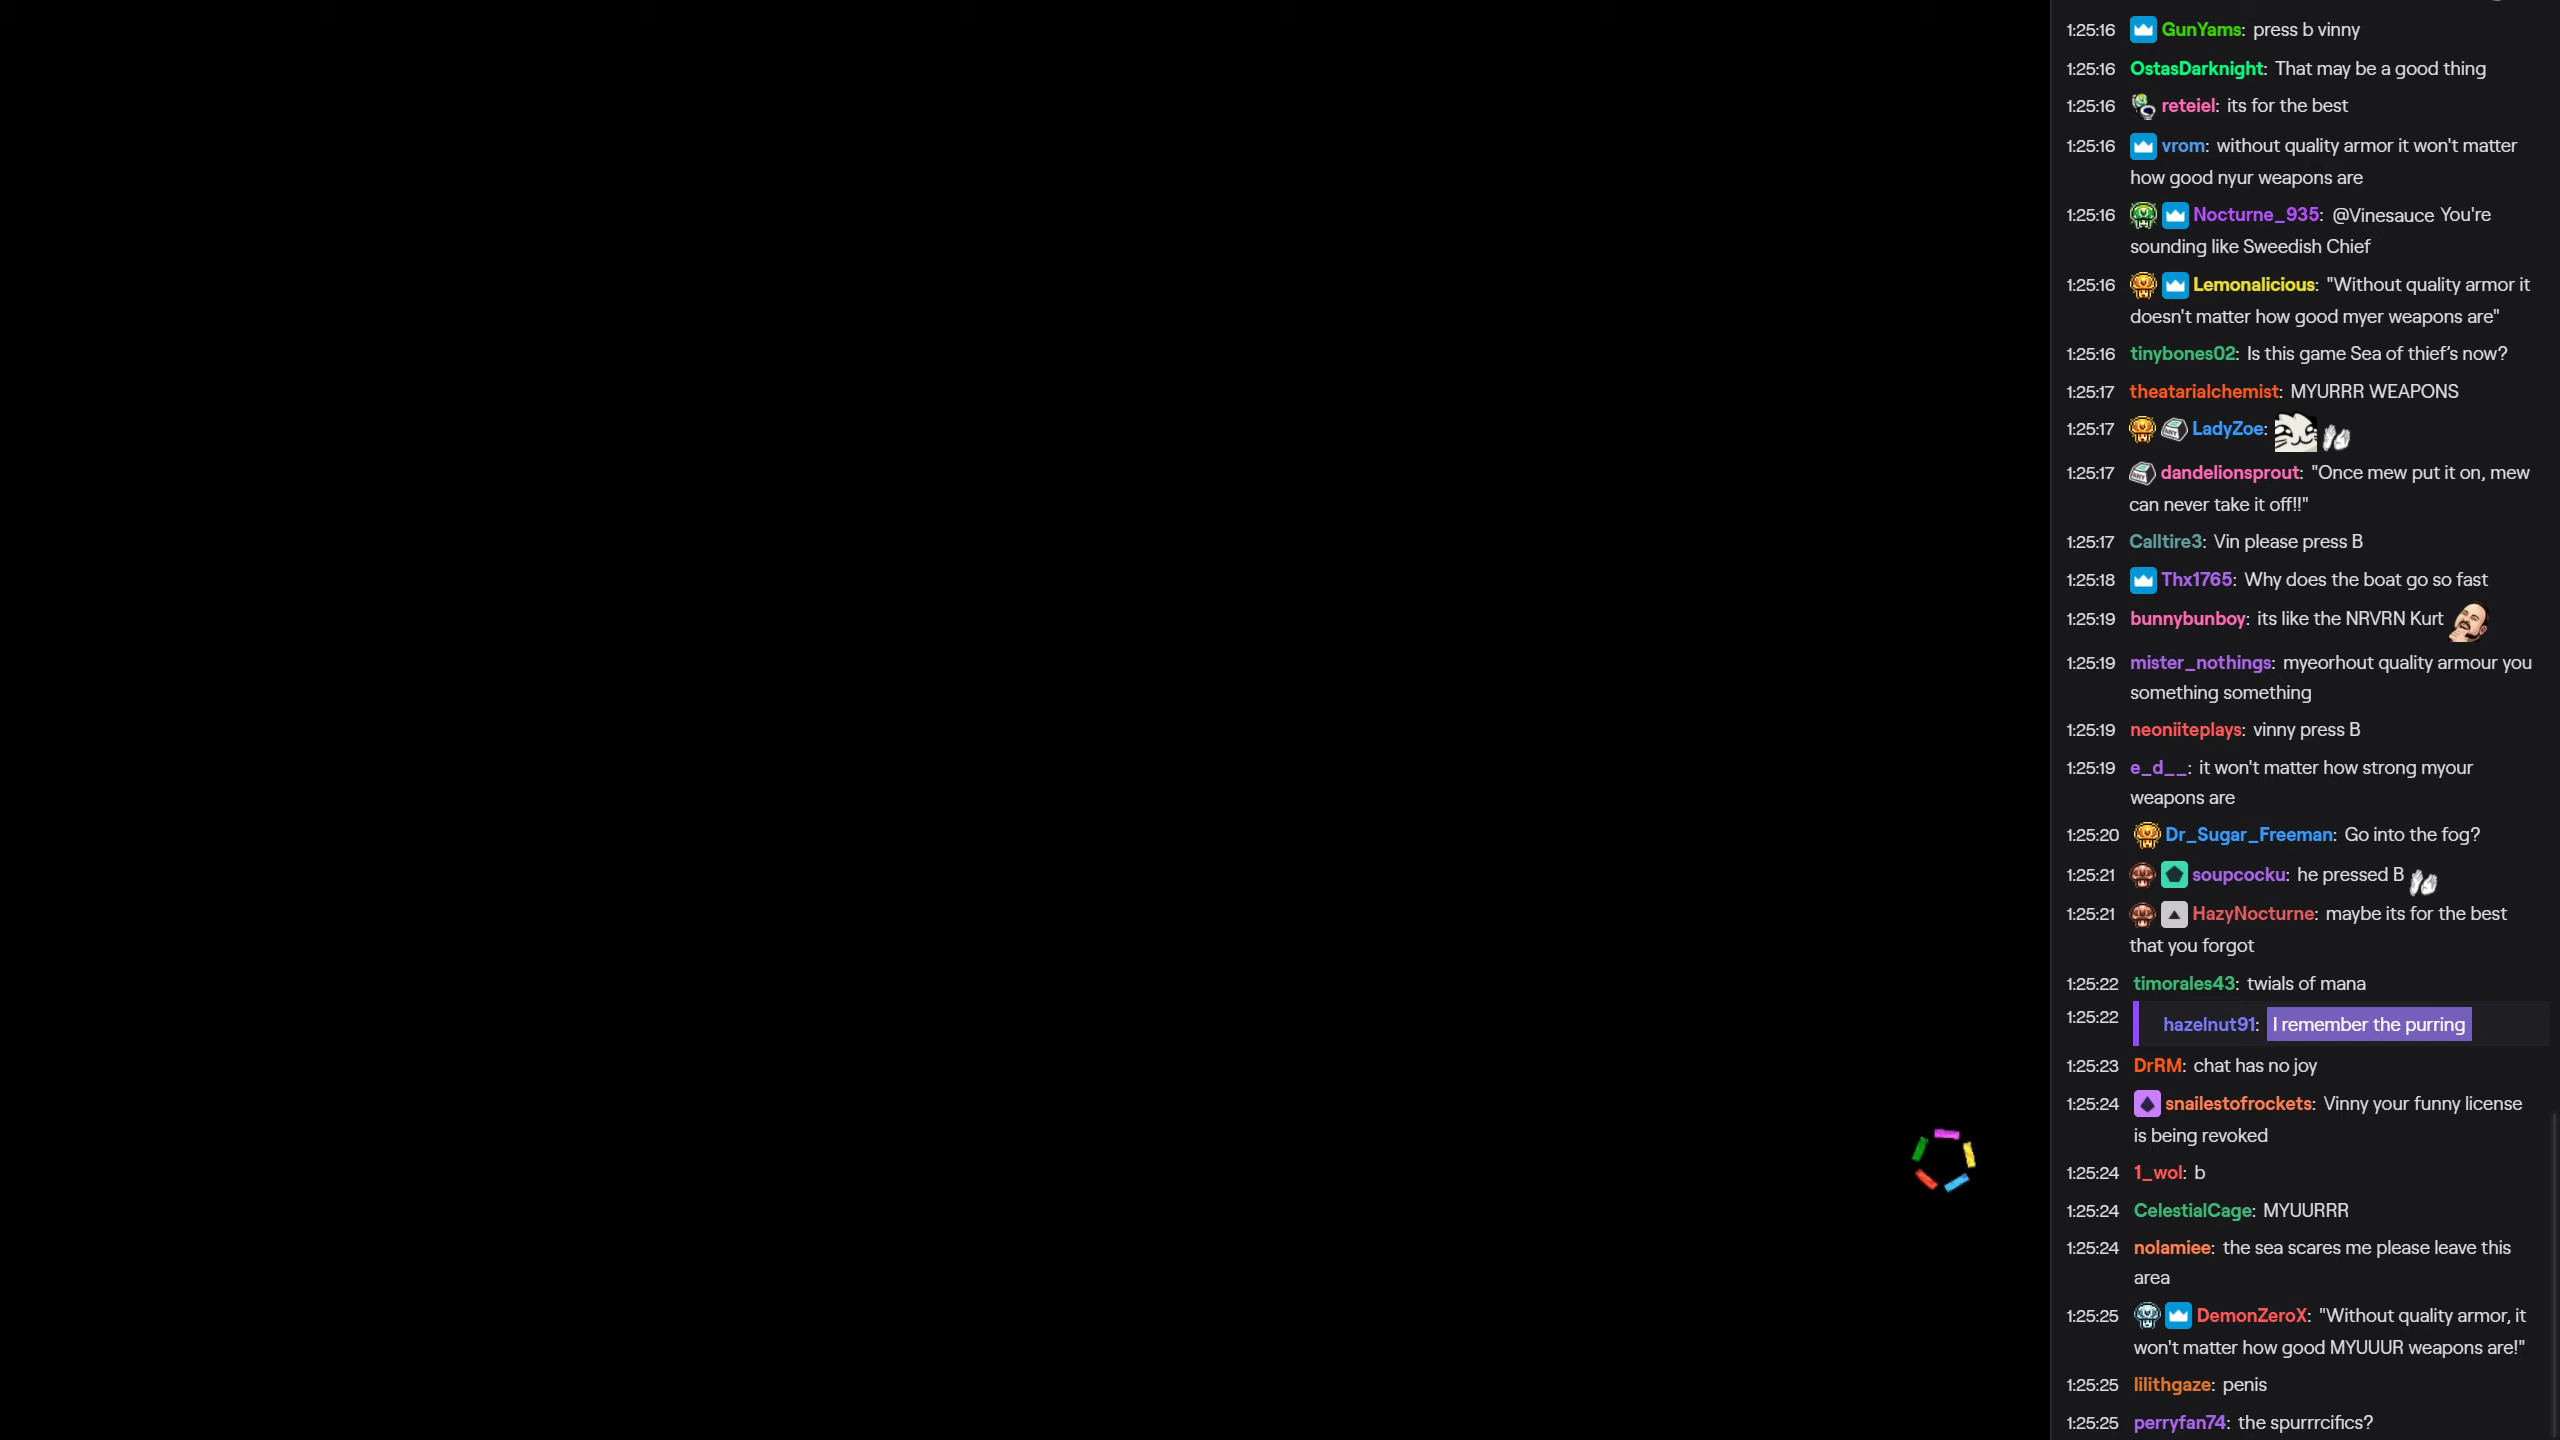 1:25:16 GunYams: press b vinny
1:25:16 OstasDarknight: That may be a good thing
1:25:16 reteiel: its for the best
1:25:16 vrom: without quality armor it won't matter
how good nyur weapons are
1:25:16 Nocturne_935: @Vinesauce You're
sounding like Sweedish Chief
1:25:16 Lemonalicious: "Without quality armor it
doesn't matter how good myer weapons are"
1:25:16 tinybones02: Is this game Sea of thief's now?
1:25:17 theatarialchemist: MYURRR WEAPONS
1:25:17 LadyZoe:
1:25:17 dandelionsprout: "Once mew put it on, mew
can never take it off!!"
1:25:17 Calltire3: Vin please press B
1:25:18 Thx1765: Why does the boat go so fast
1:25:19 bunnybunboy: its like the NRVRN Kurt
1:25:19 mister_nothings: myeorhout quality armour you
something something
1:25:19 neoniiteplays: vinny press B
1:25:19 e_d__: it won't matter how strong myour
weapons are
1:25:20 Dr_Sugar_Freeman: Go into the fog?
1:25:21 soupcocku: he pressed B
1:25:21 HazyNocturne: maybe its for the best
that you forgot
1:25:22 timorales43: twials of mana
1:25:22 hazelnut91: I remember the purring
1:25:23 DrRM: chat has no joy
1:25:24 snailestofrockets: Vinny your funny license
is being revoked
1:25:24 1_wol: b
1:25:24 CelestialCage: MYUURRR
1:25:24 nolamiee: the sea scares me please leave this
area
1:25:25 DemonZeroX: "Without quality armor, it
won't matter how good MYUUUR weapons are!"
1:25:25 lilithgaze: penis
1:25:25 perryfan74: the spurrrcifics?